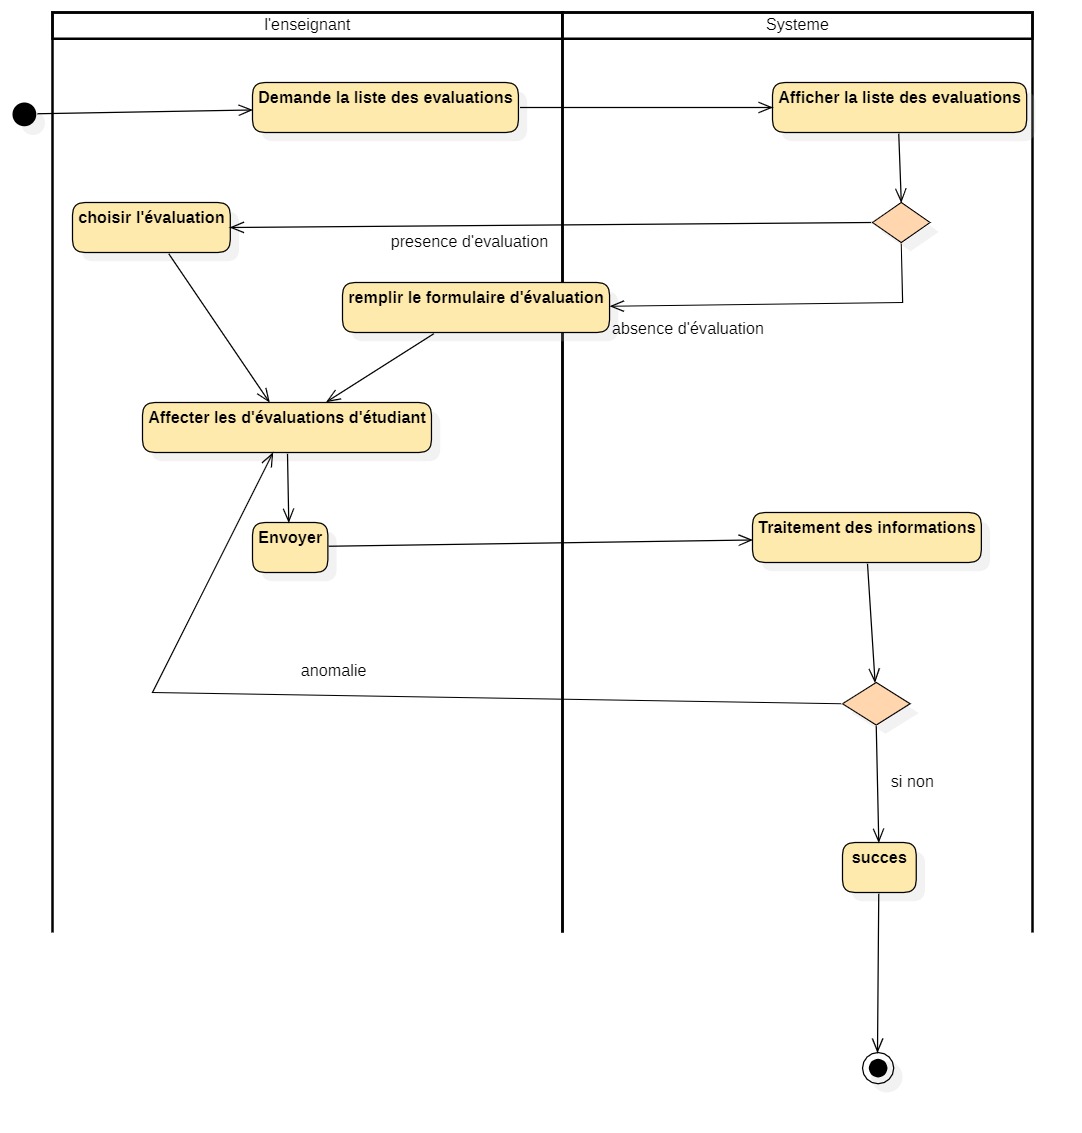 l'enseignant
Systeme
Demande la liste des evaluations
Afficher la liste des evaluations
choisir l'évaluation
presence d'evaluation
remplir le formulaire d'évaluation
absence d'évaluation
Affecter les d'évaluations d'étudiant
Envoyer
Traitement des informations
anomalie
si non
succes